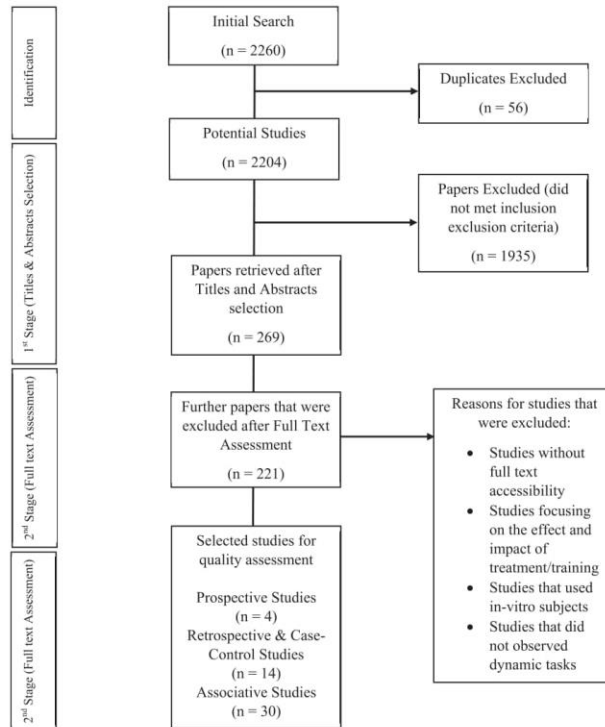 Identification
Initial Search
(n = 2260)
Duplicates Excluded
(n = 56)
Potential Studies
(n = 2204)
1st Stage (Titles & Abstracts Selection)
Papers Excluded (did
not met inclusion
exclusion criteria)
n = 1935)
Papers retrieved after
Titles and Abstracts
selection
(n = 269)
2nd Stage (Full text Assessment)
Further papers that were
excluded after Full Text
Assessment
(n = 221)
Reasons for studies that
were excluded:
• Studies without
full text
accessibility
• Studies focusing
on the effect and
impact of
treatment/training
• Studies that used
in-vitro subjects
• Studies that did
not observed
dynamic tasks
2nd Stage (Full text Assessment)
Selected studies for
quality assessment
Prospective Studies
(n = 4)
Retrospective & Case-
Control Studies
(n = 14)
Associative Studies
(n = 30)